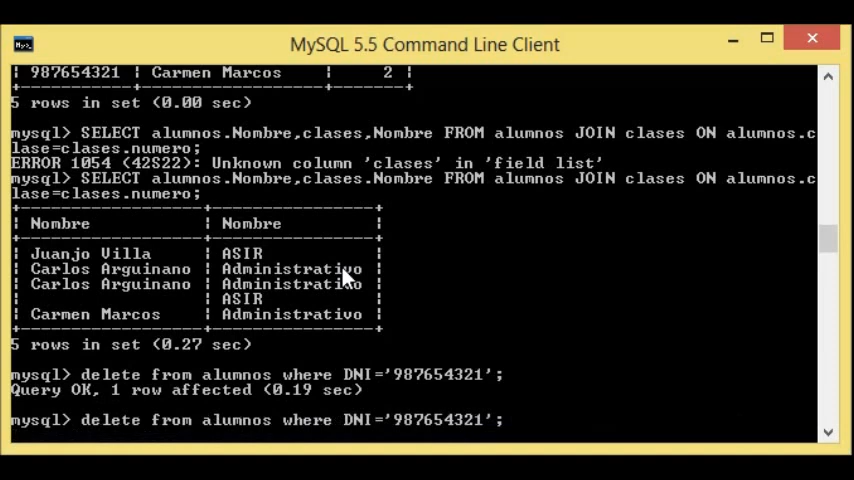 MySQL 5.5 Command Line Client
| 987654321 | Carmen Marcos | 2 |
+-----------+---------------+------+
5 rows in set (0.00 sec)
mysql> SELECT alumnos.Nombre,clases,Nombre FROM alumnos JOIN clases ON alumnos.c
lase=clases.numero;
ERROR 1054 (42S22): Unknown column 'clases' in 'field list'
mysql> SELECT alumnos.Nombre,clases.Nombre FROM alumnos JOIN clases ON alumnos.c
lase=clases.numero;
+------------------+----------------+
| Nombre | Nombre |
+------------------+----------------+
| Juanjo Villa | ASIR |
| Carlos Arguinano | Administrativo |
| Carlos Arguinano | Administrativo |
| | ASIR |
| Carmen Marcos | Administrativo |
+------------------+----------------+
5 rows in set (0.27 sec)
mysql> delete from alumnos where DNI='987654321';
Query OK, 1 row affected (0.19 sec)
mysql> delete from alumnos where DNI='987654321';